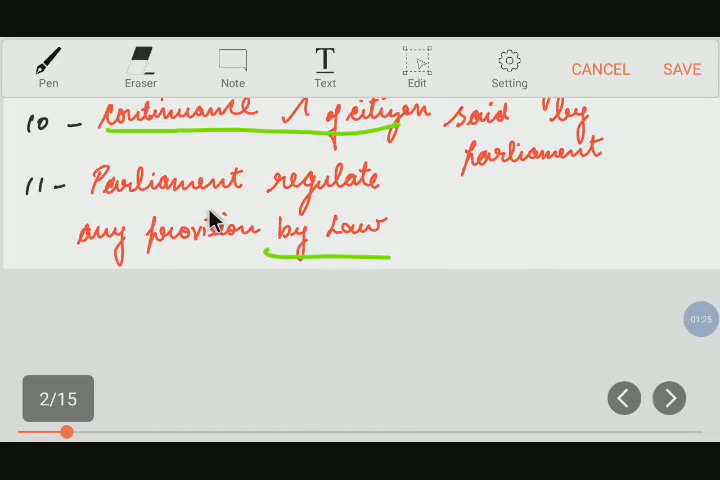 Pen Eraser Note Text Edit Setting CANCEL SAVE
10 - Continuance of citizen said by
parliament
11 - Parliament regulate
any provision by Law
01:25
2/15